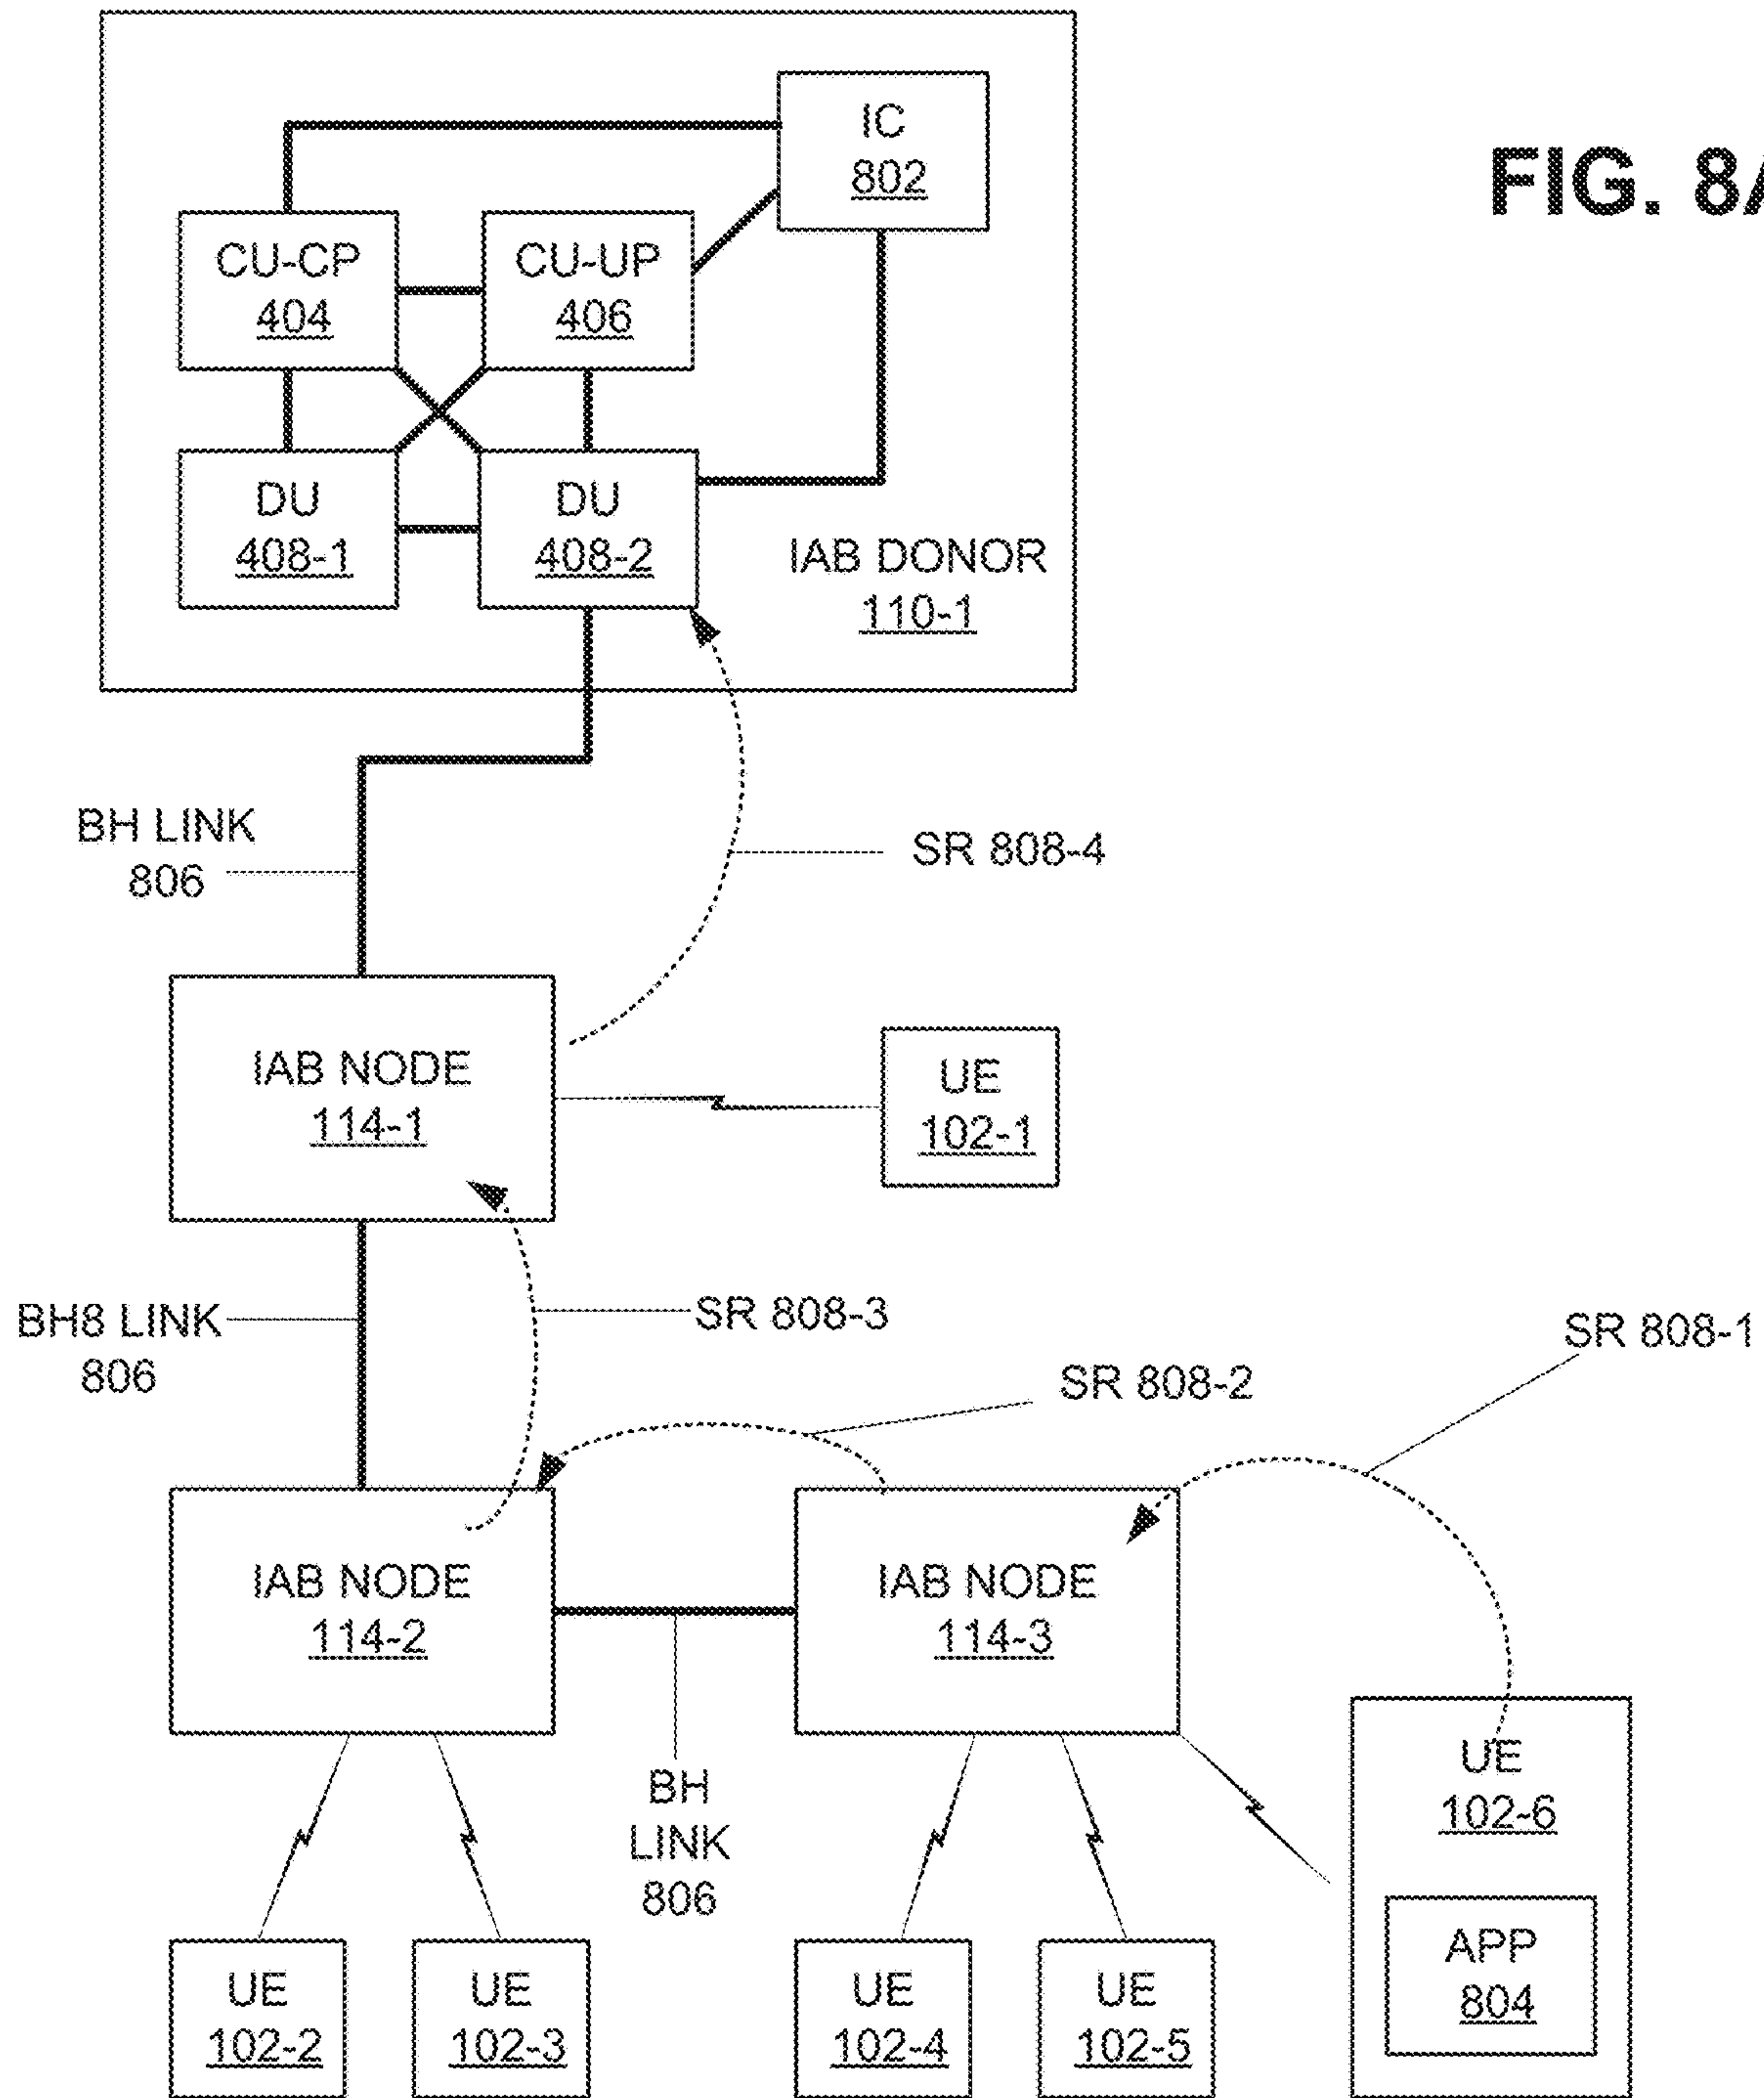 IC
802
FIG. 8A
CU-CP
404
CU-UP
406
DU
408-1
DU
408-2
IAB DONOR
110-1
BH LINK
806
SR 808-4
IAB NODE
114-1
UE
102-1
BH8 LINK
806
SR 808-3
SR 808-1
SR 808-2
IAB NODE
114-2
IAB NODE
114-3
BH
LINK
806
UE
102-6
APP
804
UE
102-2
UE
102-3
UE
102-4
UE
102-5